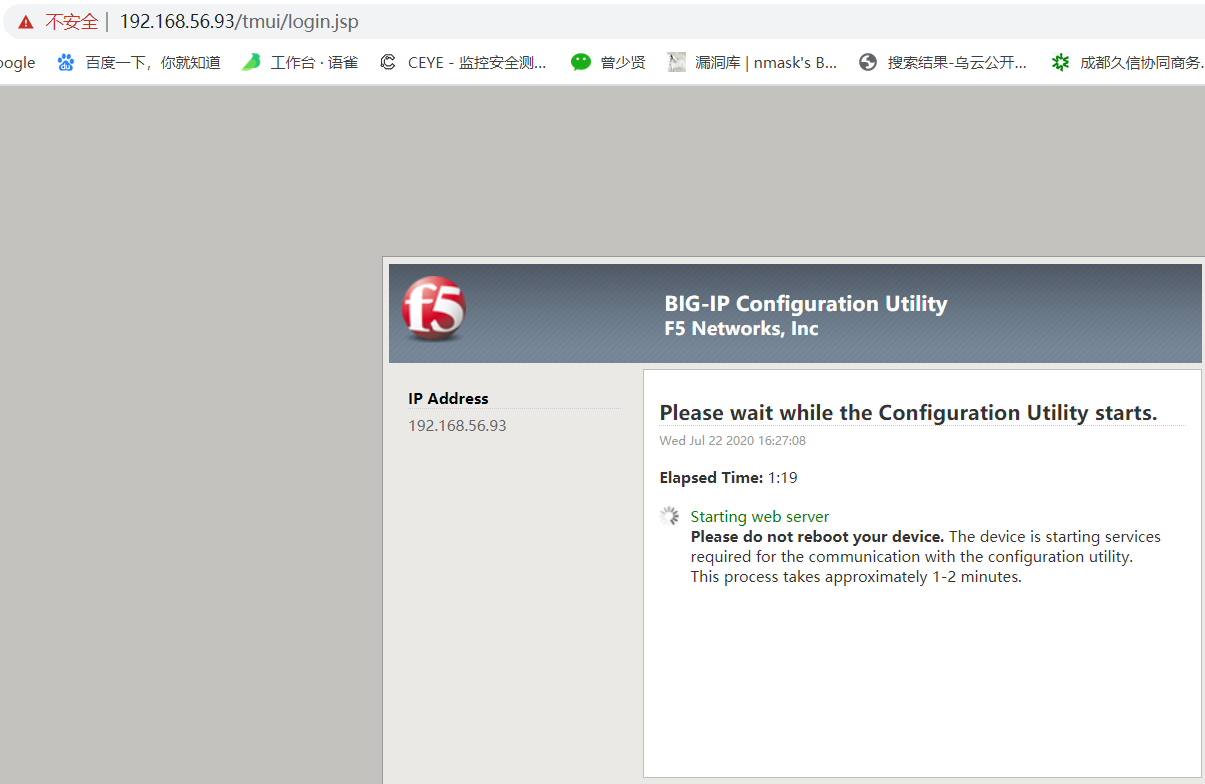 不安全 | 192.168.56.93/tmui/login.jsp
oogle 百度一下，你就知道 工作台 · 语雀 CEYE - 监控安全测... 曾少贤 漏洞库 | nmask's B... 搜索结果-乌云公开... 成都久信协同商务.
f5
BIG-IP Configuration Utility
F5 Networks, Inc
IP Address
192.168.56.93
Please wait while the Configuration Utility starts.
Wed Jul 22 2020 16:27:08
Elapsed Time: 1:19
Starting web server
Please do not reboot your device. The device is starting services
required for the communication with the configuration utility.
This process takes approximately 1-2 minutes.